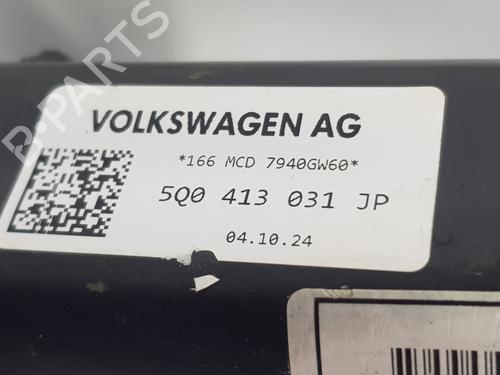 VOLKSWAGEN AG
*166 MCD 7940GW60*
5Q0 413 031 JP
04.10.24
B-PARTS